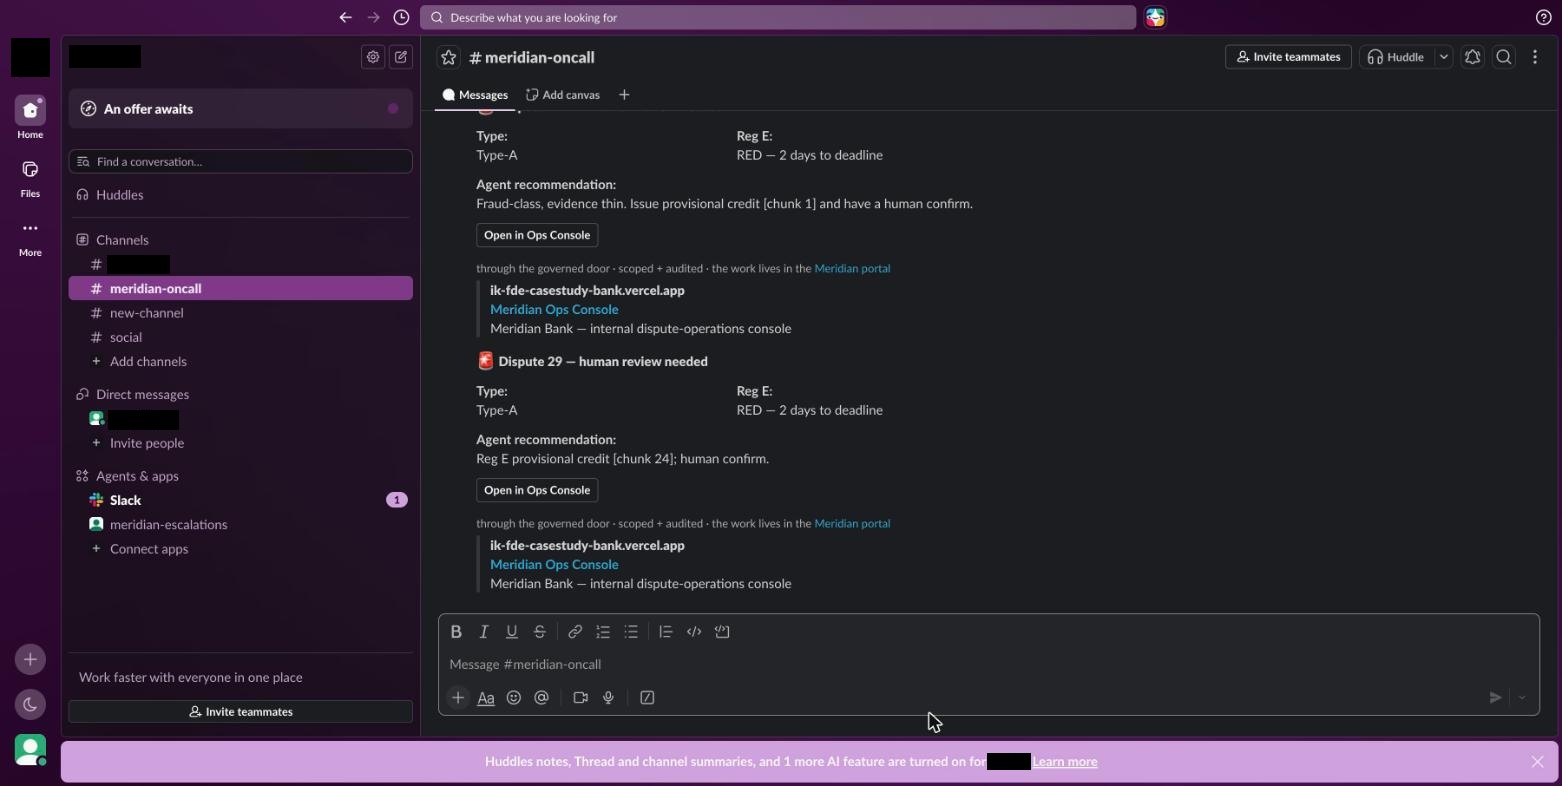 Describe what you are looking for
# meridian-oncall
Invite teammates
Huddle
Messages
Add canvas
An offer awaits
Home
Find a conversation...
Files
Huddles
More
Channels
#
# meridian-oncall
# new-channel
# social
+ Add channels
Direct messages
+ Invite people
Agents & apps
Slack 1
meridian-escalations
+ Connect apps
Work faster with everyone in one place
Invite teammates
Type: Reg E:
Type-A RED — 2 days to deadline
Agent recommendation:
Fraud-class, evidence thin. Issue provisional credit [chunk 1] and have a human confirm.
Open in Ops Console
through the governed door · scoped + audited · the work lives in the Meridian portal
ik-fde-casestudy-bank.vercel.app
Meridian Ops Console
Meridian Bank — internal dispute-operations console
Dispute 29 — human review needed
Type: Reg E:
Type-A RED — 2 days to deadline
Agent recommendation:
Reg E provisional credit [chunk 24]; human confirm.
Open in Ops Console
through the governed door · scoped + audited · the work lives in the Meridian portal
ik-fde-casestudy-bank.vercel.app
Meridian Ops Console
Meridian Bank — internal dispute-operations console
B I U S
Message #meridian-oncall
Aa
Huddles notes, Thread and channel summaries, and 1 more AI feature are turned on for Learn more